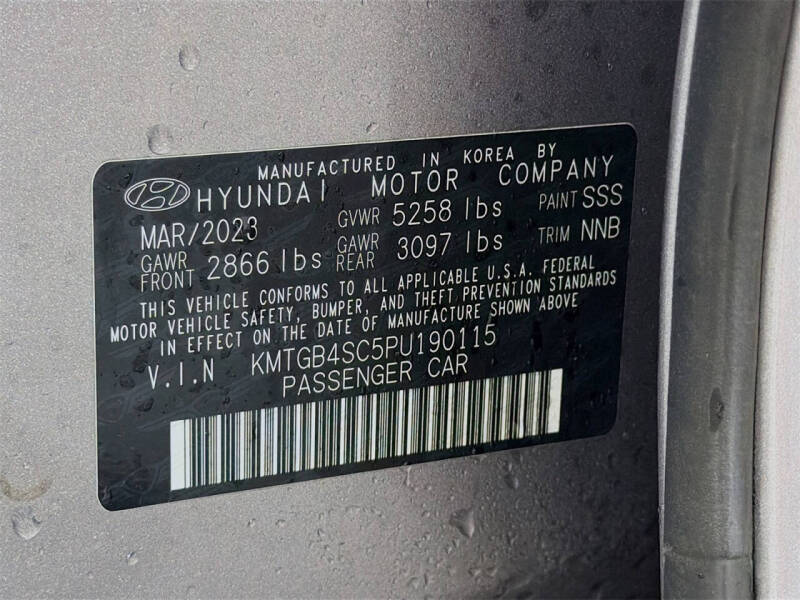 MANUFACTURED IN KOREA BY
HYUNDAI MOTOR COMPANY
MAR/2023 GVWR 5258 lbs PAINT SSS
GAWR FRONT 2866 lbs GAWR REAR 3097 lbs TRIM NNB
THIS VEHICLE CONFORMS TO ALL APPLICABLE U.S.A. FEDERAL
MOTOR VEHICLE SAFETY, BUMPER, AND THEFT PREVENTION STANDARDS
IN EFFECT ON THE DATE OF MANUFACTURE SHOWN ABOVE
V.I.N KMTGB4SC5PU190115
PASSENGER CAR